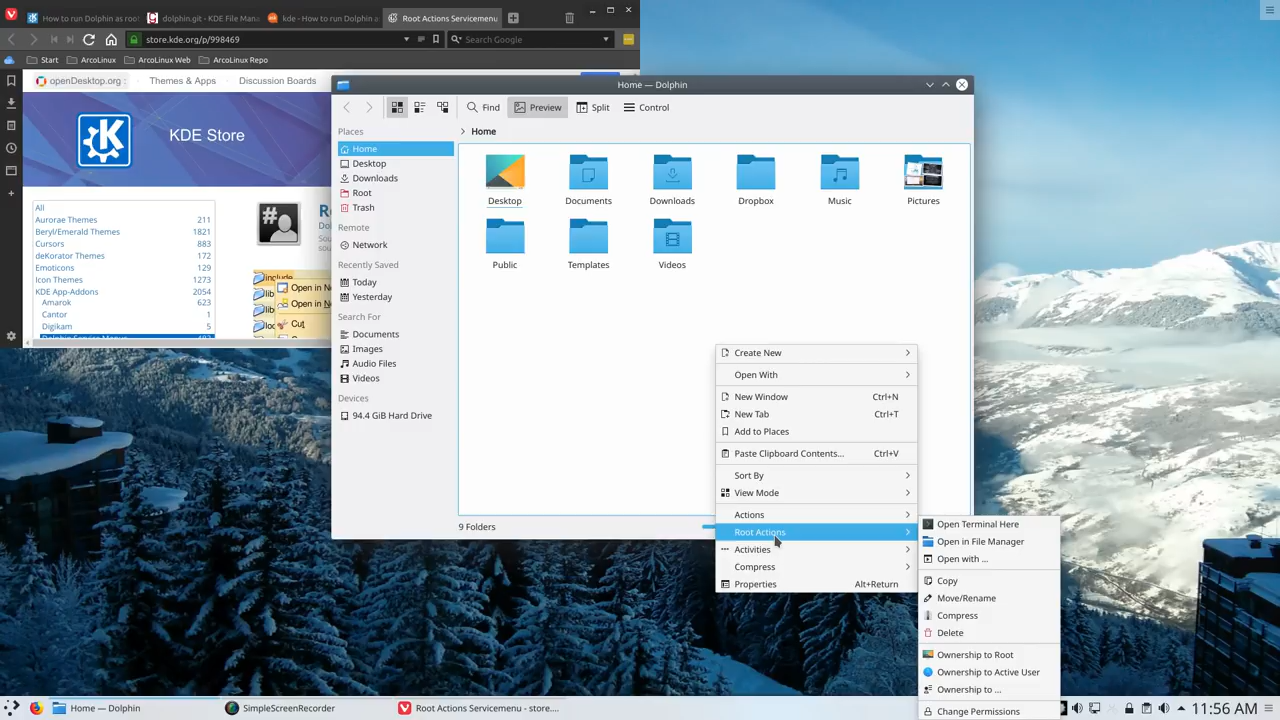 How to run Dolphin as root
dolphin.git - KDE File Man
kde - How to run Dolphin a
Root Actions Servicemenu
store.kde.org/p/998469
Search Google
Start
ArcoLinux
ArcoLinux Web
ArcoLinux Repo
openDesktop.org :
Themes & Apps
Discussion Boards
KDE Store
All
Aurorae Themes 211
Beryl/Emerald Themes 1821
Cursors 883
deKorator Themes 172
Emoticons 129
Icon Themes 1273
KDE App-Addons 2054
Amarok 623
Cantor 1
Digikam 5
Dolphin Service Menus
include
Open in Ne
lib
Open in N
lib
loc
Cut
Home — Dolphin
Find
Preview
Split
Control
Places
Home
Desktop
Downloads
Root
Trash
Remote
Network
Recently Saved
Today
Yesterday
Search For
Documents
Images
Audio Files
Videos
Devices
94.4 GiB Hard Drive
Home
Desktop
Documents
Downloads
Dropbox
Music
Pictures
Public
Templates
Videos
9 Folders
Create New
Open With
New Window Ctrl+N
New Tab Ctrl+T
Add to Places
Paste Clipboard Contents... Ctrl+V
Sort By
View Mode
Actions
Root Actions
Activities
Compress
Properties Alt+Return
Open Terminal Here
Open in File Manager
Open with ...
Copy
Move/Rename
Compress
Delete
Ownership to Root
Ownership to Active User
Ownership to ...
Change Permissions
Home — Dolphin
SimpleScreenRecorder
Root Actions Servicemenu - store....
11:56 AM